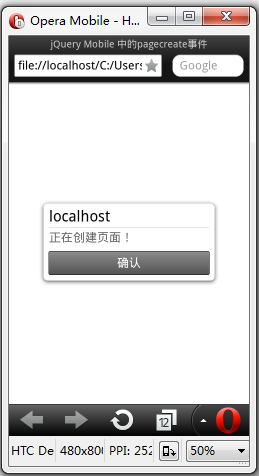 Opera Mobile - H...
jQuery Mobile 中的pagecreate事件
file://localhost/C:/Users
Google
localhost
正在创建页面！
确认
12
HTC De
480x800
PPI: 252
50%